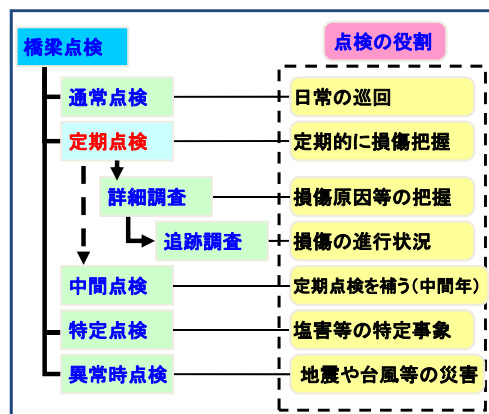 橋梁点検
点検の役割
通常点検
日常の巡回
定期点検
定期的に損傷把握
詳細調査
損傷原因等の把握
追跡調査
損傷の進行状況
中間点検
定期点検を補う(中間年)
特定点検
塩害等の特定事象
異常時点検
地震や台風等の災害